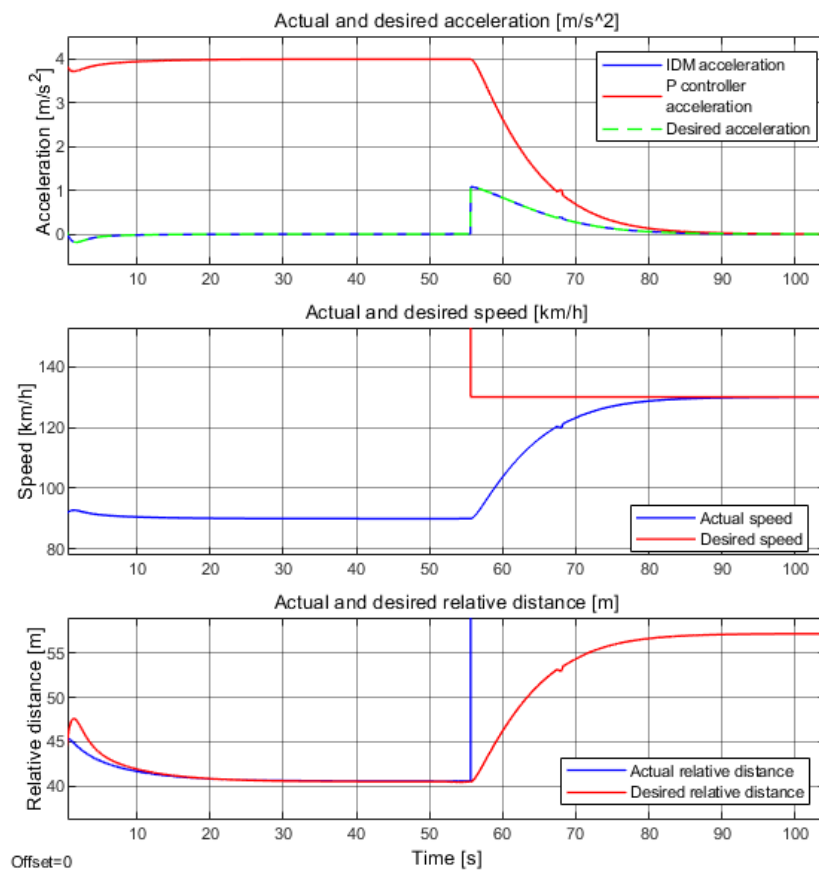 Actual and desired acceleration [m/s^2]
Acceleration [m/s²]
4
3
2
1
0
IDM acceleration
P controller
acceleration
Desired acceleration
10 20 30 40 50 60 70 80 90 100
Actual and desired speed [km/h]
Speed [km/h]
140
120
100
80
Actual speed
Desired speed
10 20 30 40 50 60 70 80 90 100
Actual and desired relative distance [m]
Relative distance [m]
55
50
45
40
Actual relative distance
Desired relative distance
10 20 30 40 50 60 70 80 90 100
Time [s]
Offset=0